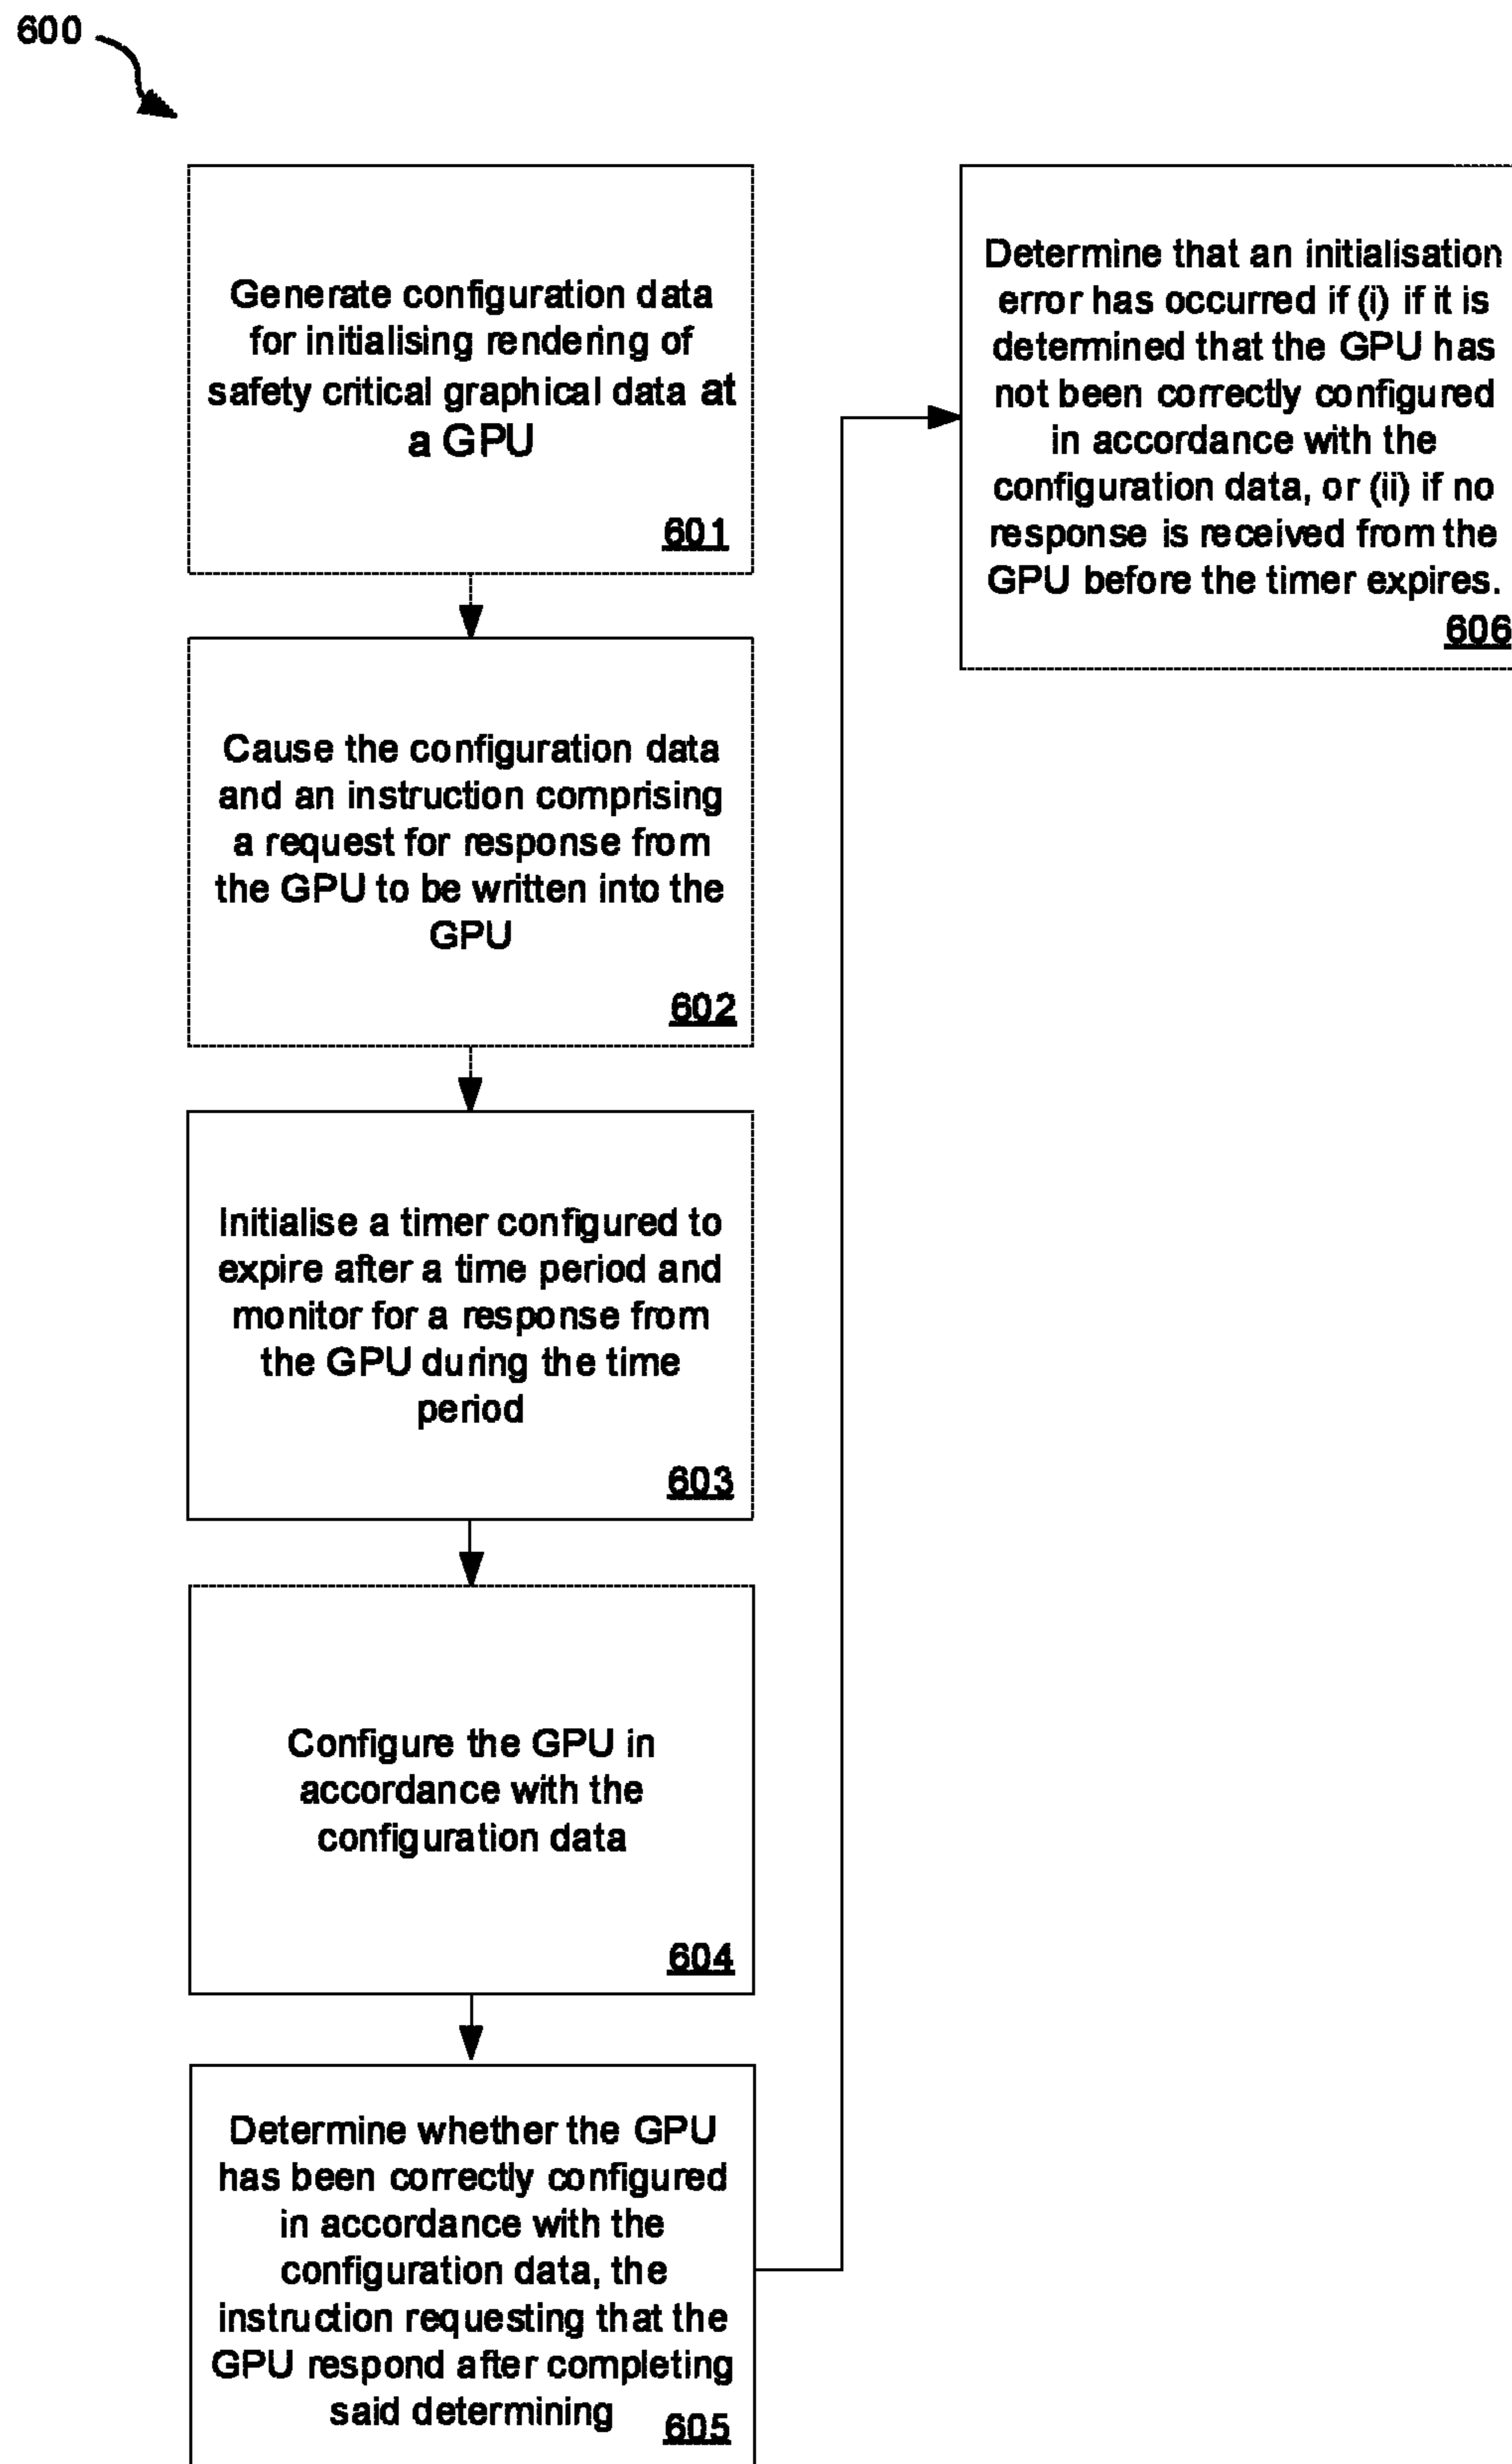 600
Generate configuration data
for initialising rendering of
safety critical graphical data at
a GPU
601
Cause the configuration data
and an instruction comprising
a request for response from
the GPU to be written into the
GPU
602
Initialise a timer configured to
expire after a time period and
monitor for a response from
the GPU during the time
period
603
Configure the GPU in
accordance with the
configuration data
604
Determine whether the GPU
has been correctly configured
in accordance with the
configuration data, the
instruction requesting that the
GPU respond after completing
said determining
605
Determine that an initialisation
error has occurred if (i) if it is
determined that the GPU has
not been correctly configured
in accordance with the
configuration data, or (ii) if no
response is received from the
GPU before the timer expires.
606